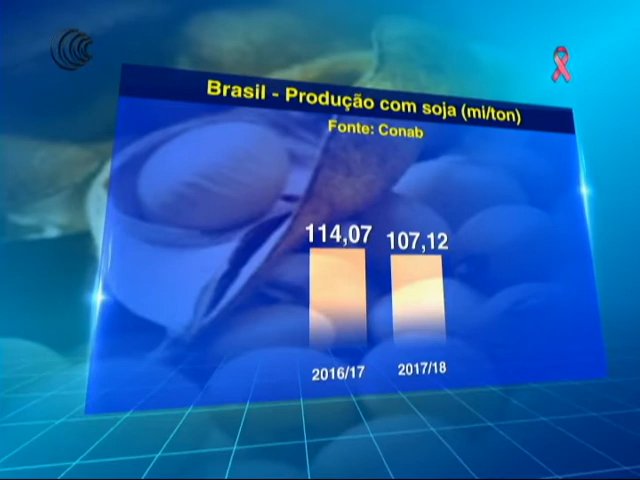 Brasil - Produção com soja (mi/ton)
Fonte: Conab
114,07 107,12
2016/17 2017/18